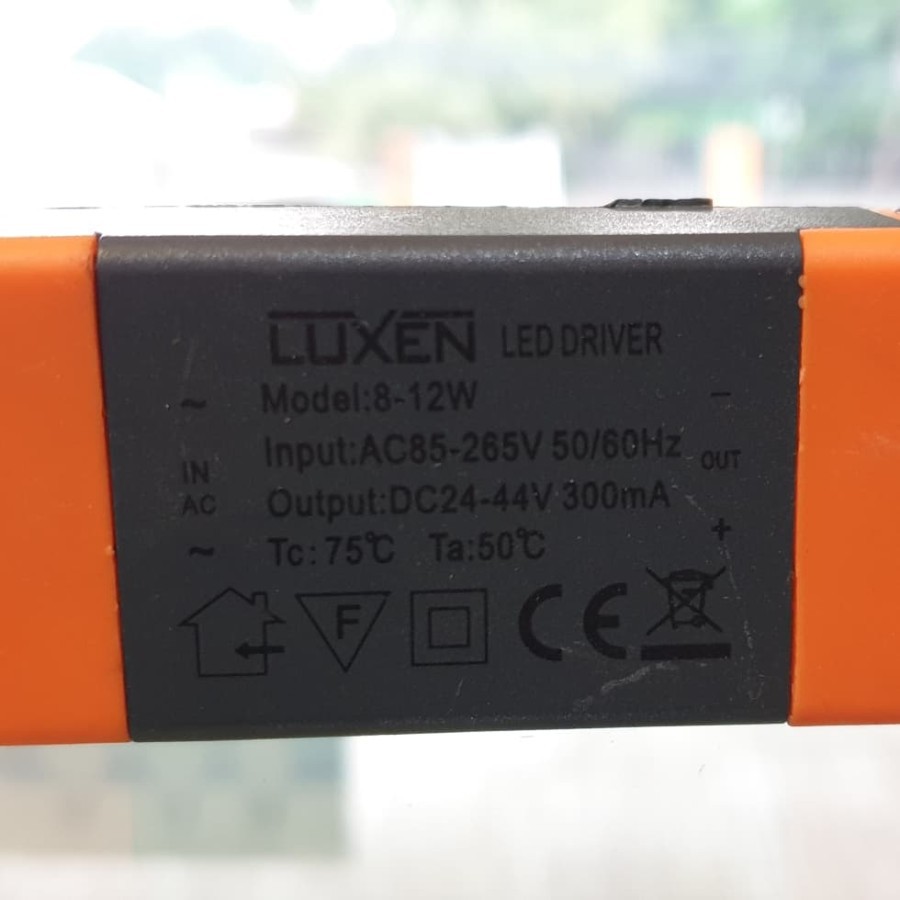 LUXEN LED DRIVER
~ Model:8-12W −
Input:AC85-265V 50/60Hz
IN OUT
AC Output:DC24-44V 300mA
~ Tc:75℃ Ta:50℃ +
F CE